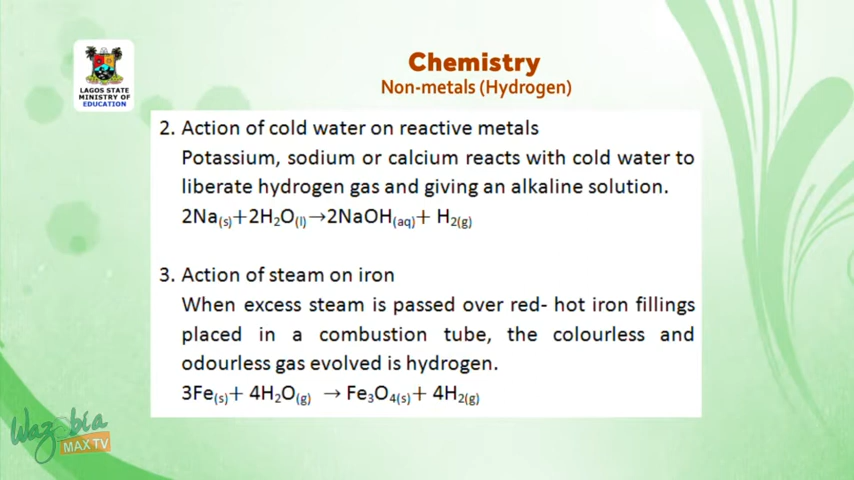 LAGOS STATE
MINISTRY OF
EDUCATION
Chemistry
Non-metals (Hydrogen)
2. Action of cold water on reactive metals
Potassium, sodium or calcium reacts with cold water to
liberate hydrogen gas and giving an alkaline solution.
2Na(s)+2H₂O(l)→2NaOH(aq)+ H₂(g)
3. Action of steam on iron
When excess steam is passed over red- hot iron fillings
placed in a combustion tube, the colourless and
odourless gas evolved is hydrogen.
3Fe(s)+ 4H₂O(g) → Fe₃O₄(s)+ 4H₂(g)
Wazobia
MAX TV